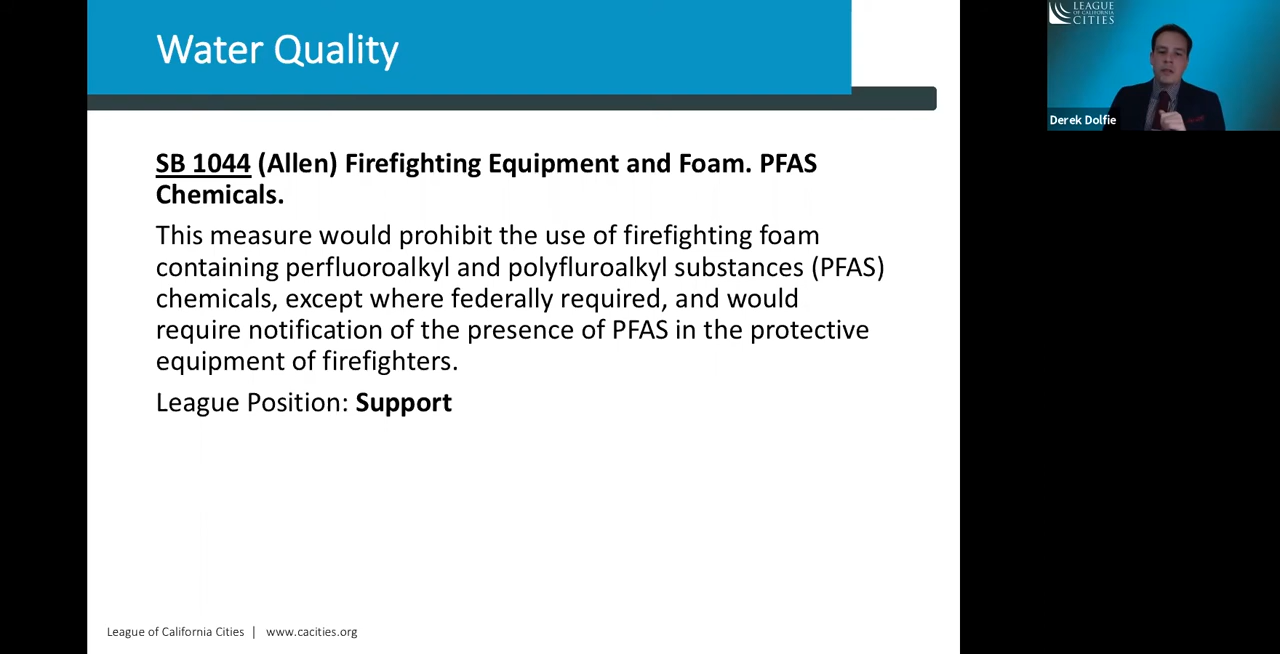 Water Quality
SB 1044 (Allen) Firefighting Equipment and Foam. PFAS
Chemicals.
This measure would prohibit the use of firefighting foam
containing perfluoroalkyl and polyfluroalkyl substances (PFAS)
chemicals, except where federally required, and would
require notification of the presence of PFAS in the protective
equipment of firefighters.
League Position: Support
League of California Cities | www.cacities.org
LEAGUE
OF CALIFORNIA
CITIES
Derek Dolfie